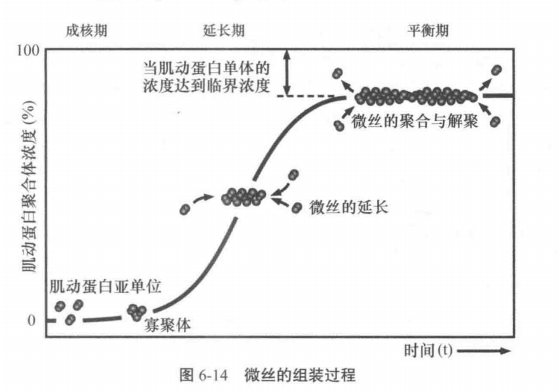 成核期 延长期 平衡期
100
当肌动蛋白单体的
浓度达到临界浓度
微丝的聚合与解聚
肌动蛋白聚合体浓度(%)
微丝的延长
肌动蛋白亚单位
0
寡聚体
时间(t)
图 6-14 微丝的组装过程